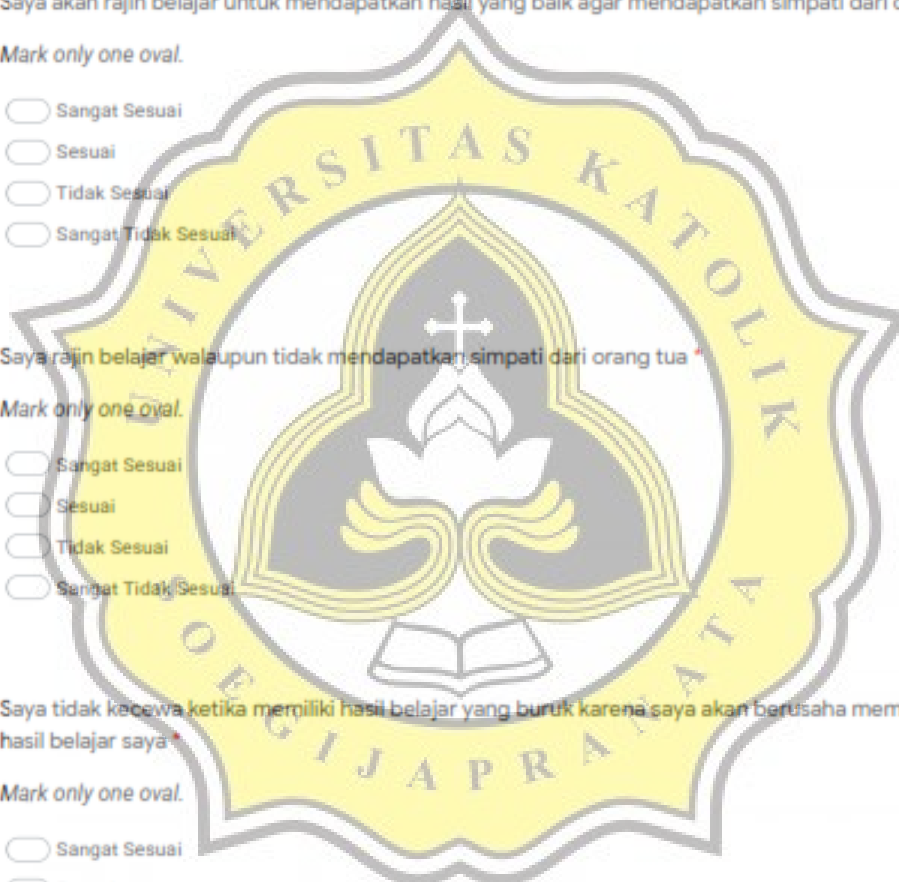 Saya akan rajin belajar untuk mendapatkan hasil yang baik agar mendapatkan simpati dari
Mark only one oval.
Sangat Sesuai
Sesuai
Tidak Sesuai
Sangat Tidak Sesuai
Saya rajin belajar walaupun tidak mendapatkan simpati dari orang tua *
Mark only one oval.
Sangat Sesuai
Sesuai
Tidak Sesuai
Sangat Tidak Sesuai
Saya tidak kecewa ketika memiliki hasil belajar yang buruk karena saya akan berusaha mem
hasil belajar saya *
Mark only one oval.
Sangat Sesuai
UNIVERSITAS KATOLIK
SOEGIJAPRANATA